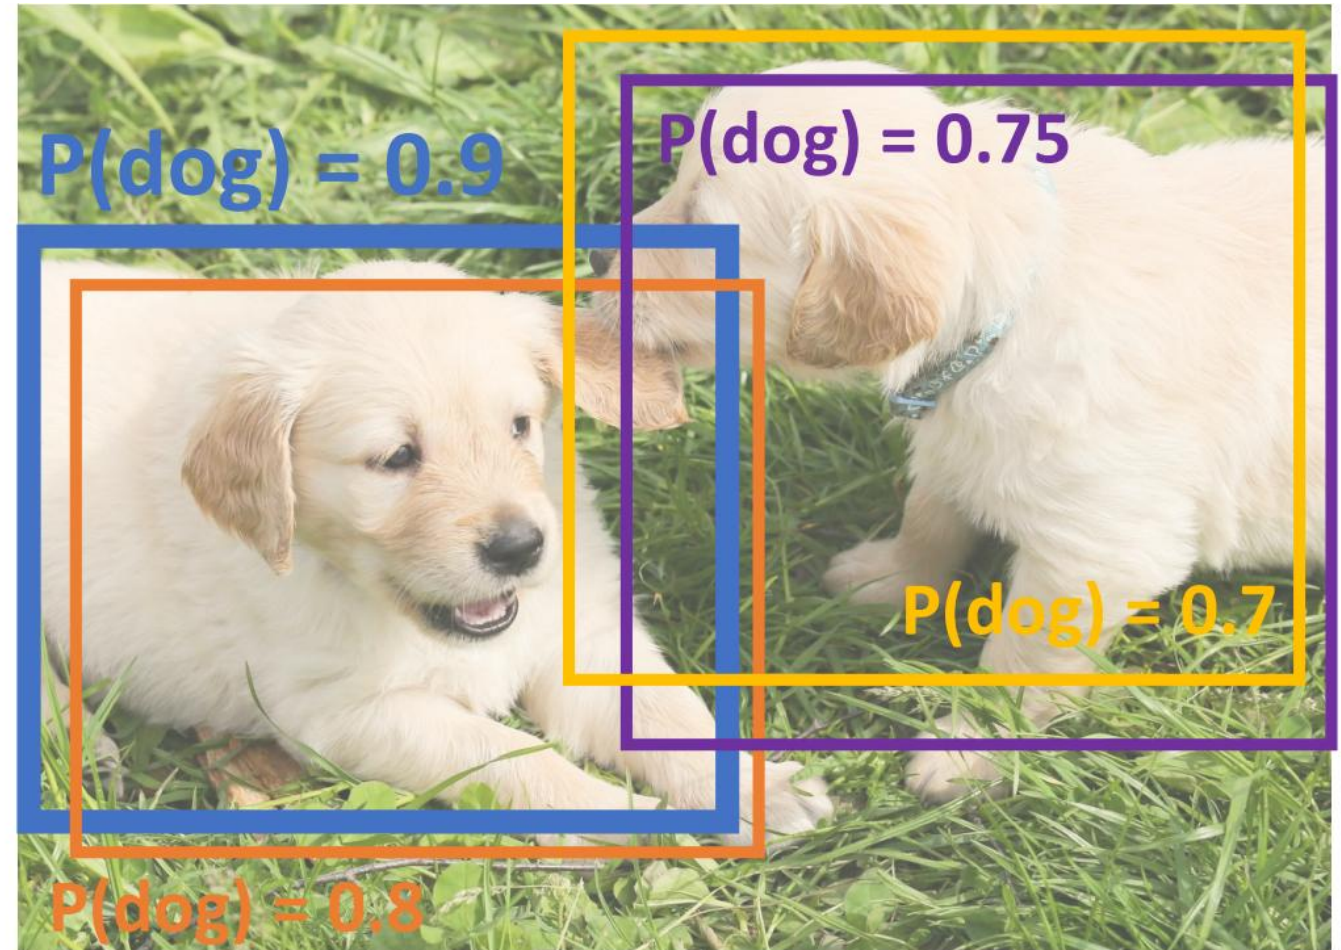 P(dog) = 0.9
P(dog) = 0.75
P(dog) = 0.7
P(dog) = 0.8